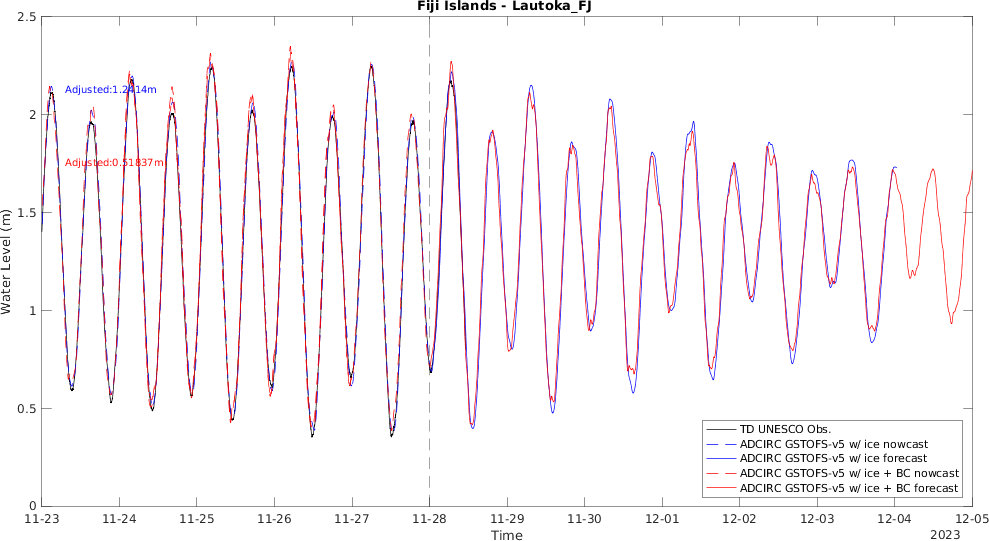 Fiji Islands - Lautoka_FJ
2.5
2
1.5
1
0.5
0
Water Level (m)
Adjusted:1.2414m
Adjusted:0.51837m
TD UNESCO Obs.
ADCIRC GSTOFS-v5 w/ ice nowcast
ADCIRC GSTOFS-v5 w/ ice forecast
ADCIRC GSTOFS-v5 w/ ice + BC nowcast
ADCIRC GSTOFS-v5 w/ ice + BC forecast
11-23 11-24 11-25 11-26 11-27 11-28 11-29 11-30 12-01 12-02 12-03 12-04 12-05
Time
2023